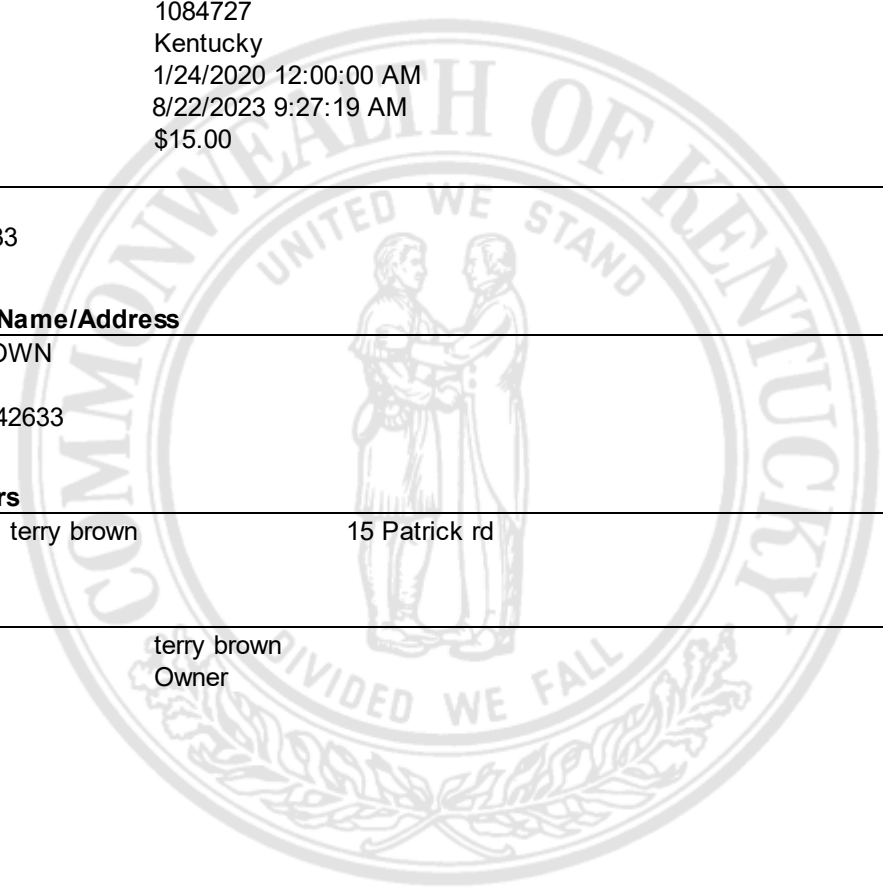 1084727
Kentucky
1/24/2020 12:00:00 AM
8/22/2023 9:27:19 AM
$15.00
33
Name/Address
OWN
42633
rs
terry brown 15 Patrick rd
terry brown
Owner
COMMONWEALTH OF KENTUCKY
UNITED WE STAND
DIVIDED WE FALL